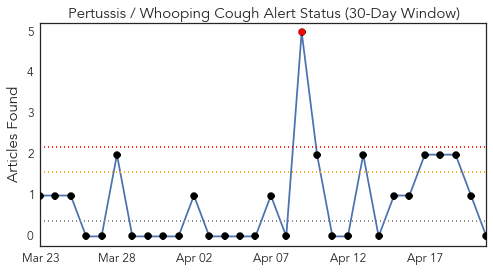 Pertussis / Whooping Cough Alert Status (30-Day Window)
Articles Found
5
4
3
2
1
0
Mar 23 Mar 28 Apr 02 Apr 07 Apr 12 Apr 17